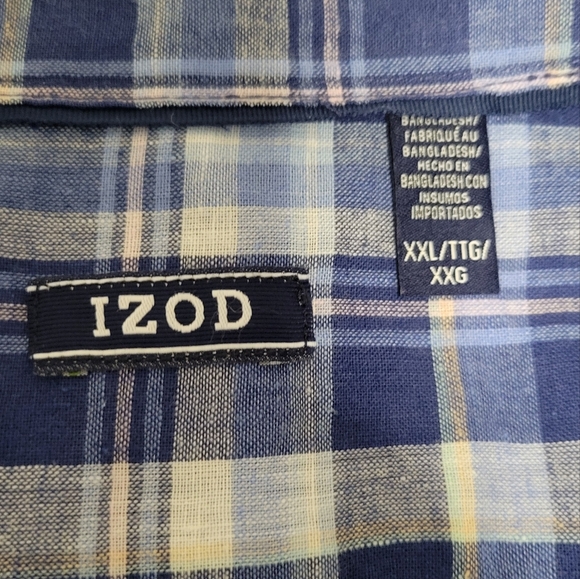 BANGLADESH/
FABRIQUÉ AU
BANGLADESH/
HECHO EN
BANGLADESH CON
INSUMOS
IMPORTADOS
XXL/TTG/
XXG
IZOD